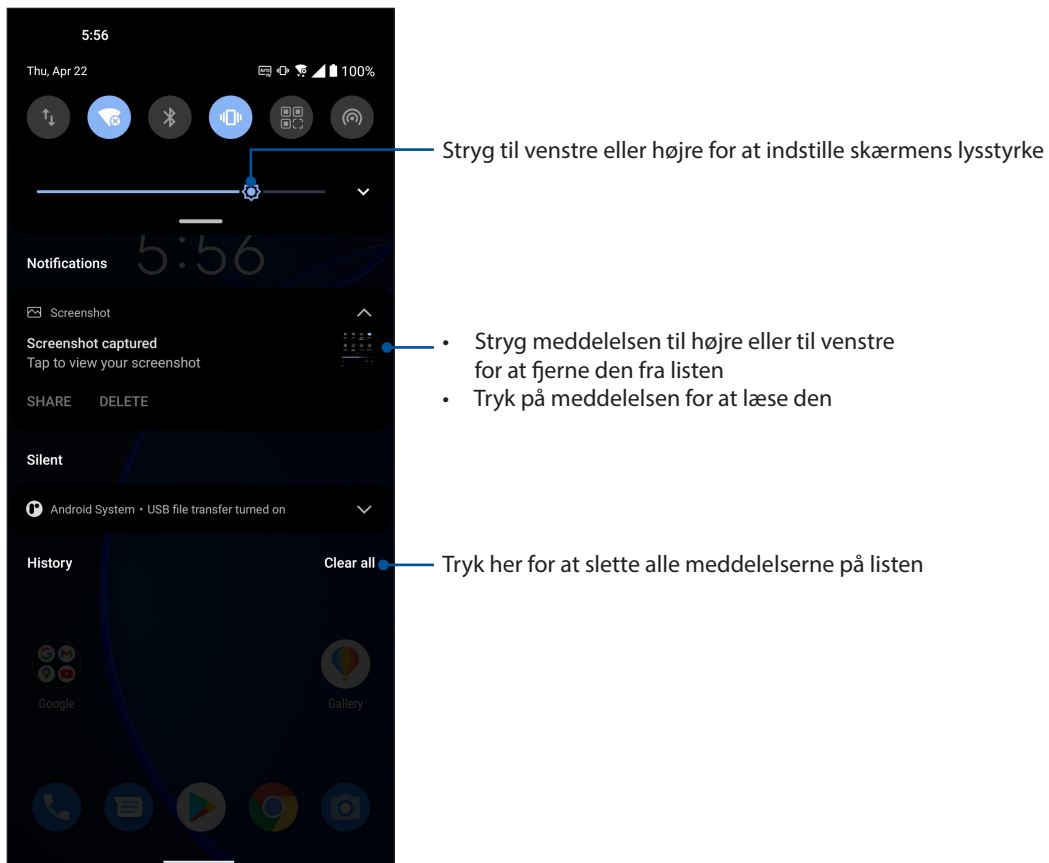 5:56
Thu, Apr 22
100%
Stryg til venstre eller højre for at indstille skærmens lysstyrke
5:56
Notifications
Screenshot
Screenshot captured
Tap to view your screenshot
SHARE DELETE
• Stryg meddelelsen til højre eller til venstre
for at fjerne den fra listen
• Tryk på meddelelsen for at læse den
Silent
Android System • USB file transfer turned on
History
Clear all
Tryk her for at slette alle meddelelserne på listen
Google
Gallery